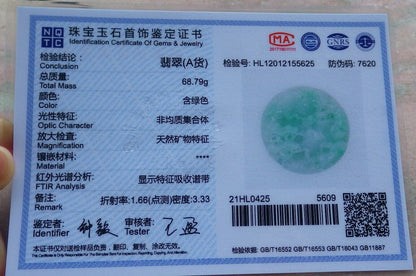 NQTC 珠宝玉石首饰鉴定证书
Identification Certificate Of Gems & Jewelry
MA
GNRS
检验结论: 翡翠(A货)
Conclusion
检验号: HL12012155625 防伪码: 7620
总质量: 68.79g
Total Mass
颜色: 含绿色
Color
光性特征: 非均质集合体
Optic Character
放大检查: 天然矿物特征
Magnification
镶嵌材料: ****
Material
红外光谱分析: 显示特征吸收谱带
FTIR Analysis
备注: 折射率:1.66(点测)密度:3.33
Remark
21HL0425 5609
鉴定者: 审核者:
Identifier Tester
本证书仅对送检样品负责,翻印、复制、涂改无效。
检验依据: GB/T16552 GB/T16553 GB/T18043 GB11887